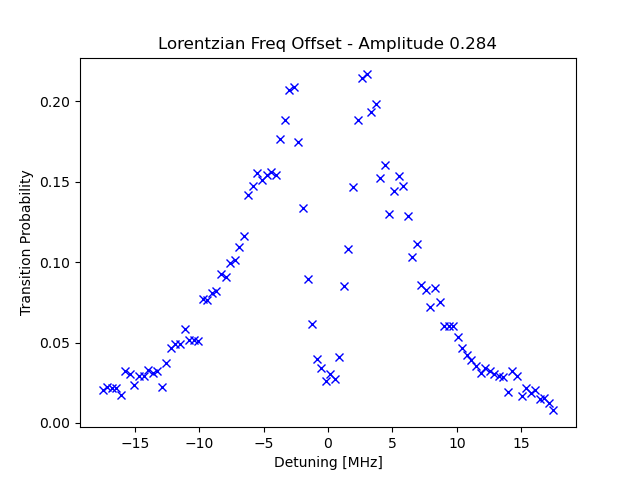 Lorentzian Freq Offset - Amplitude 0.284
Transition Probability
0.20
0.15
0.10
0.05
0.00
−15 −10 −5 0 5 10 15
Detuning [MHz]